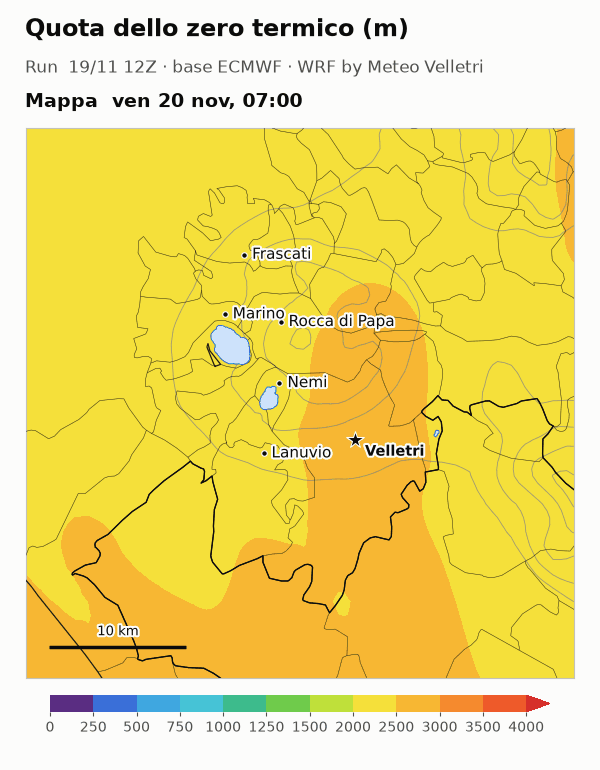 Quota dello zero termico (m)
Run  19/11 12Z · base ECMWF · WRF by Meteo Velletri
Mappa  ven 20 nov, 07:00
Frascati
Marino
Rocca di Papa
Nemi
Velletri
Lanuvio
10 km
0 250 500 750 1000 1250 1500 2000 2500 3000 3500 4000